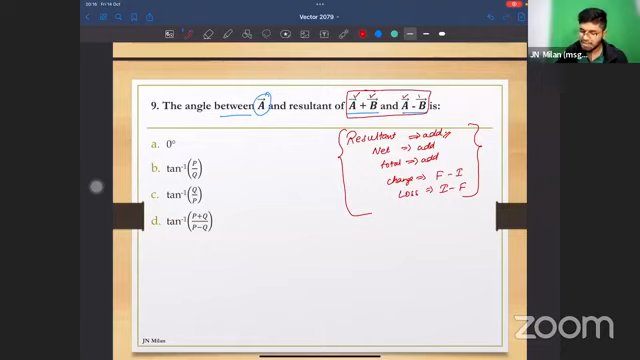 20:16 Fri 14 Oct
Vector 2079
JN Milan (msg...
9. The angle between A⃗ and resultant of A⃗ + B⃗ and A⃗ - B⃗ is:
a. 0°
b. tan⁻¹(P/Q)
c. tan⁻¹(Q/P)
d. tan⁻¹(P+Q/P−Q)
Resultant ⇒ add
Net ⇒ add
total ⇒ add
change ⇒ F - I
Loss ⇒ I - F
JN Milan
zoom